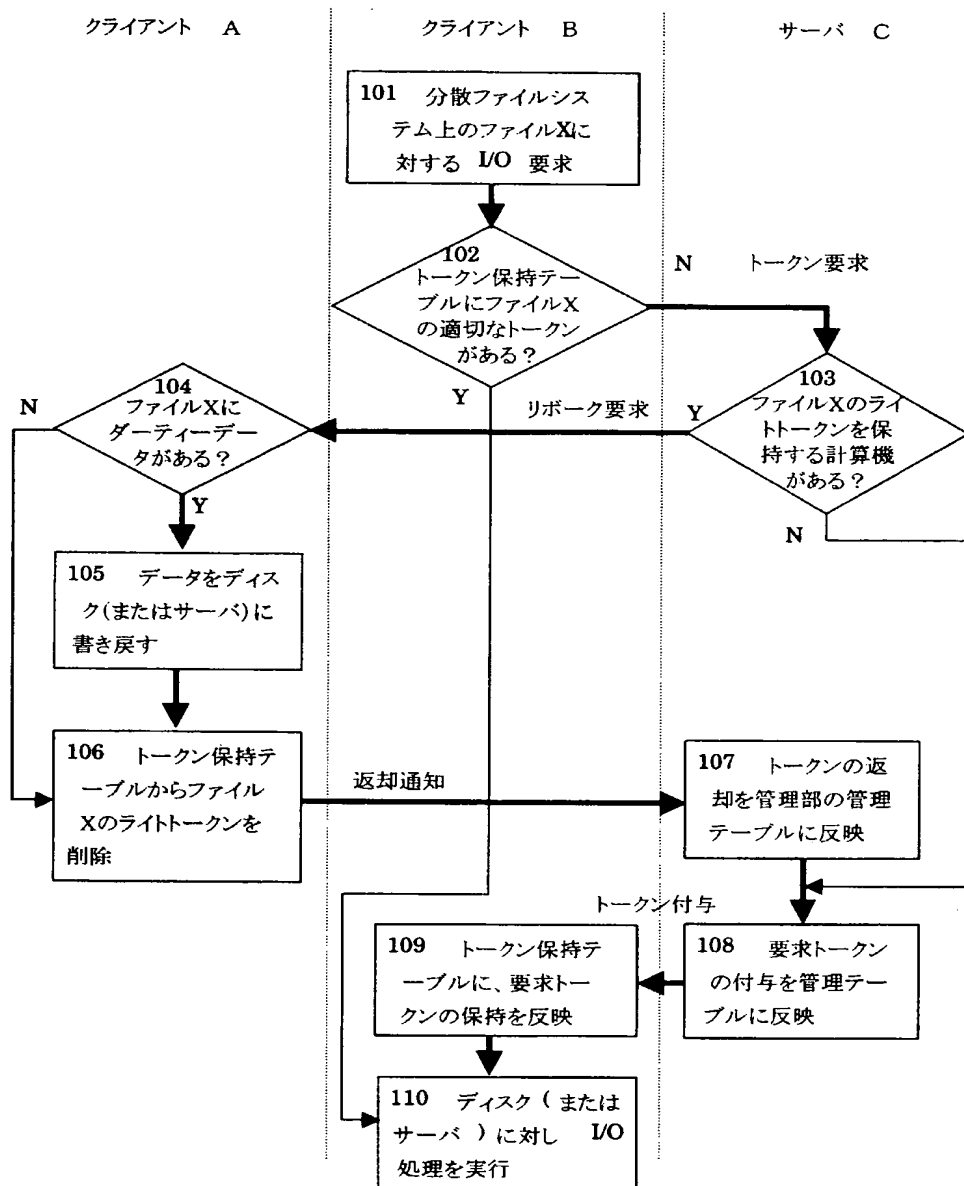 クライアント A
クライアント B
サーバ C
101 分散ファイルシス
テム上のファイルXに
対する I/O 要求
102
トークン保持テー
ブルにファイルX
の適切なトークン
がある?
N トークン要求
Y
103
ファイルXのライ
トトークンを保
持する計算機
がある?
Y
N
リボーク要求
104
ファイルXに
ダーティーデー
タがある?
N
Y
105 データをディス
ク(またはサーバ)に
書き戻す
106 トークン保持テ
ーブルからファイル
Xのライトトークンを
削除
返却通知
107 トークンの返
却を管理部の管理
テーブルに反映
トークン付与
108 要求トークン
の付与を管理テー
ブルに反映
109 トークン保持テ
ーブルに、要求トー
クンの保持を反映
110 ディスク ( または
サーバ ) に対し I/O
処理を実行